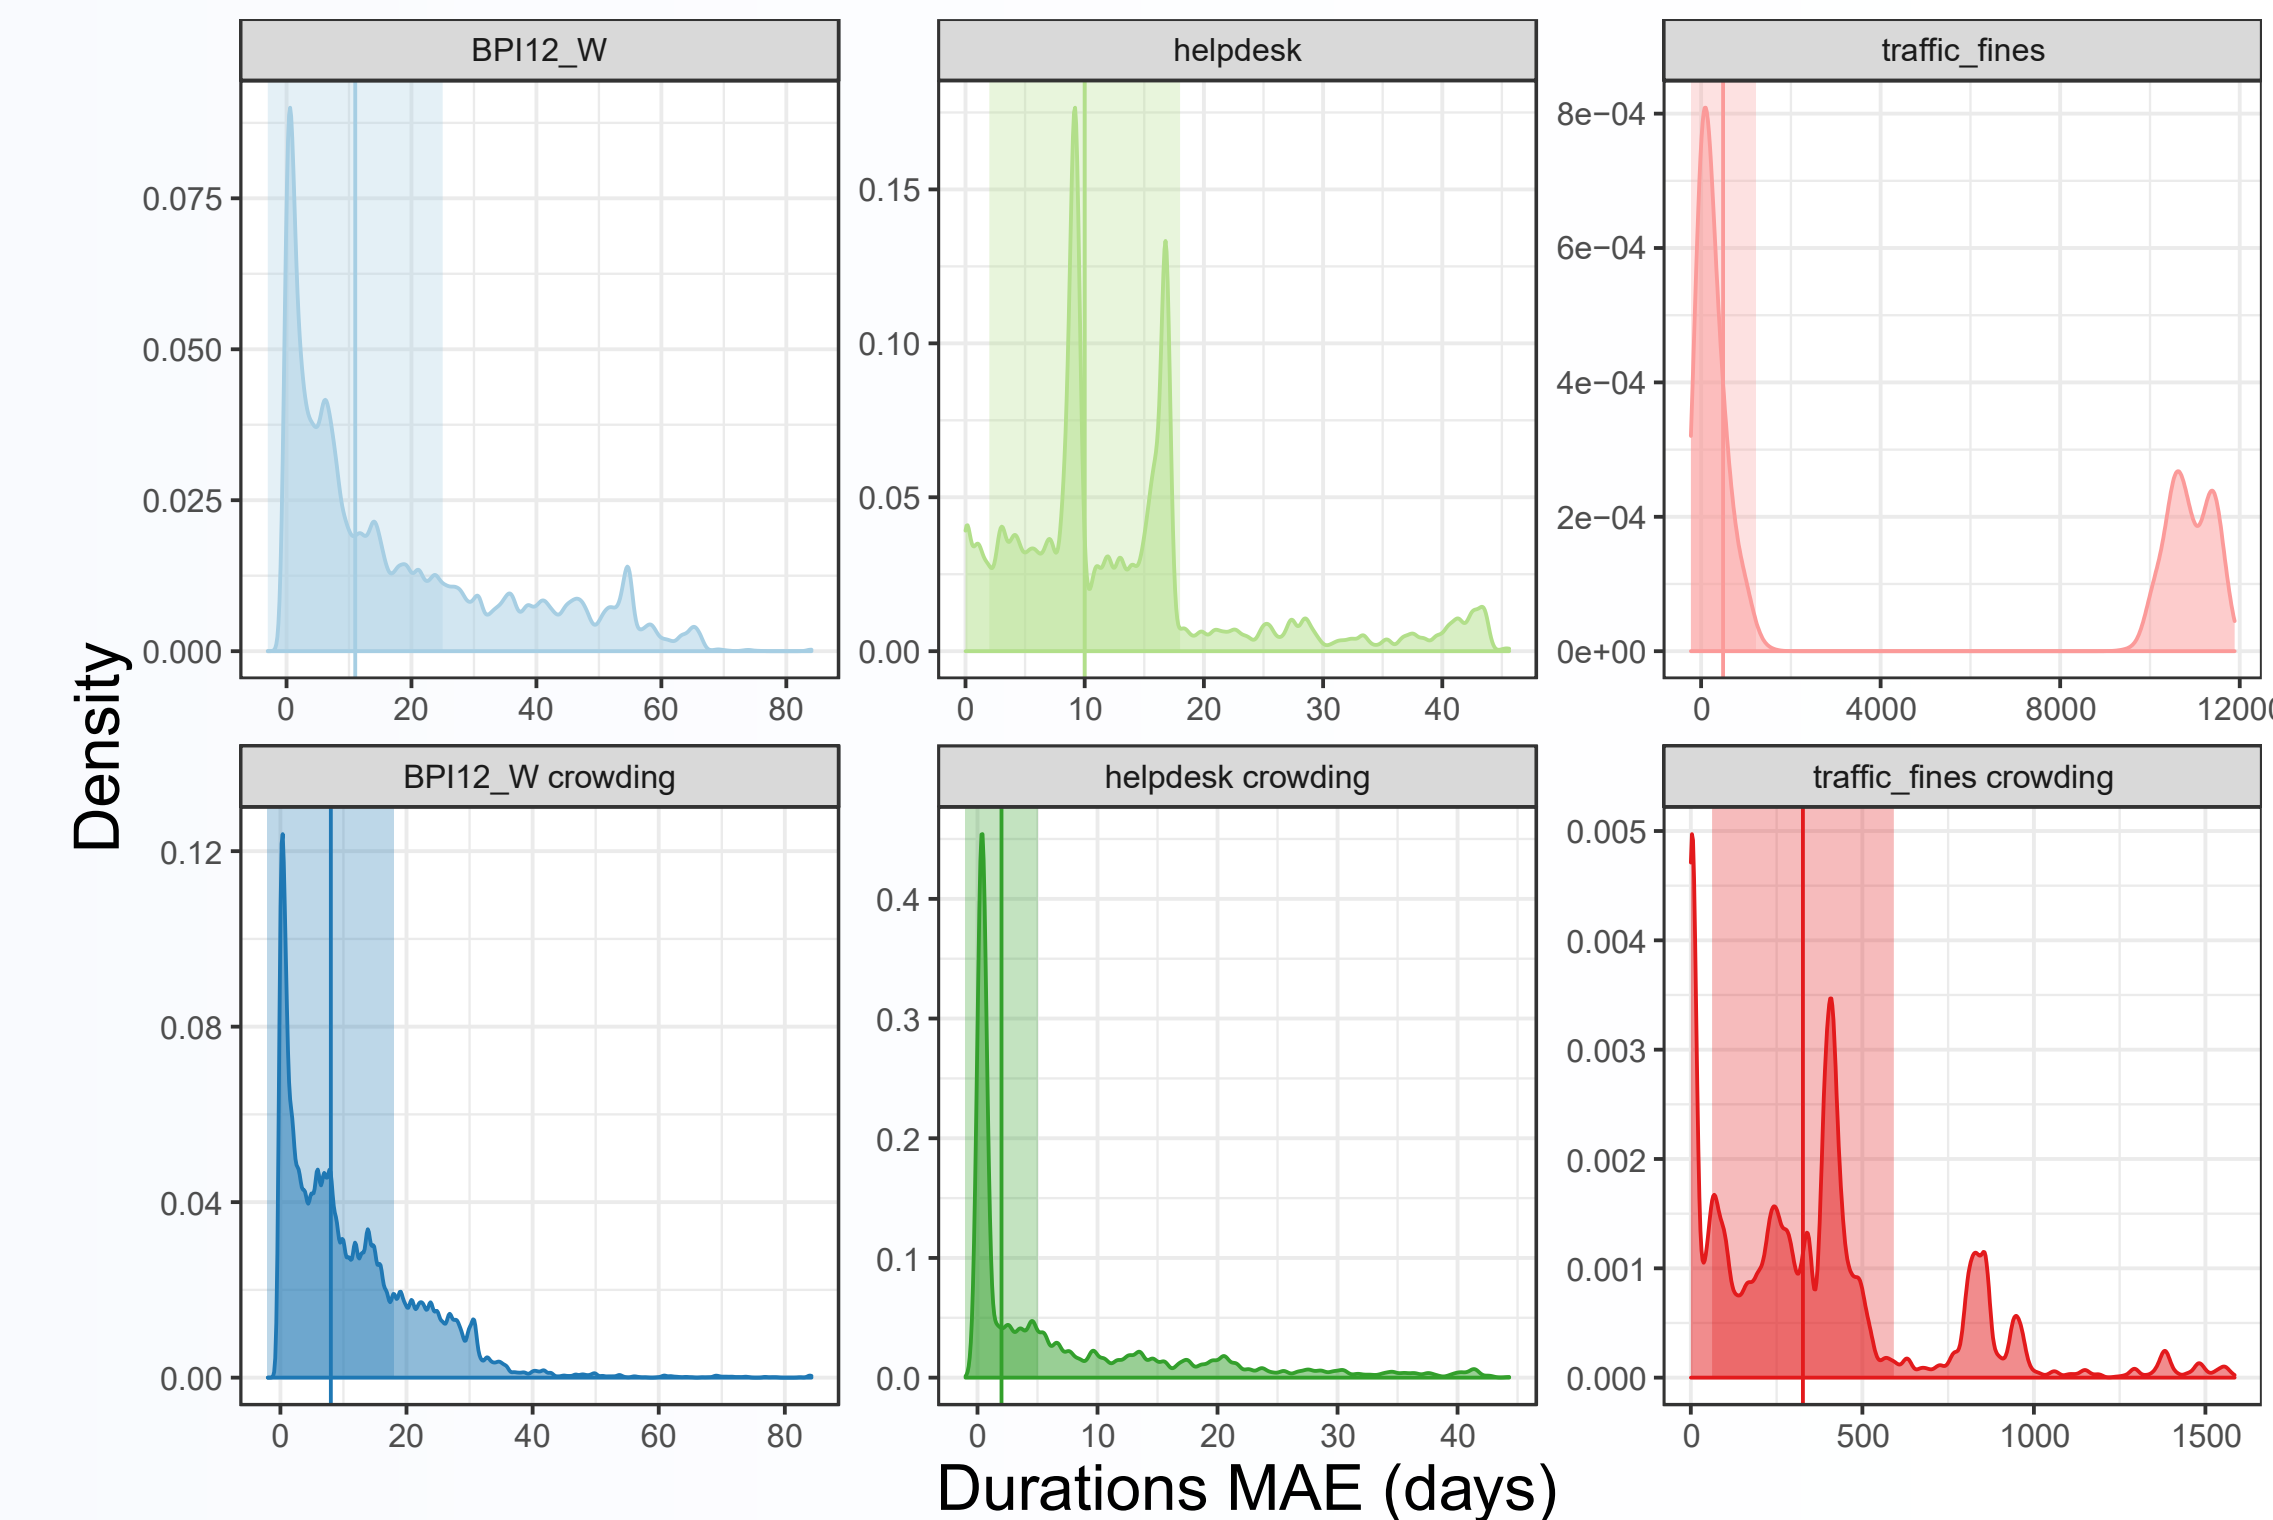 BPI12_W
helpdesk
traffic_fines
0.075
0.050
0.025
0.000
0 20 40 60 80
0.15
0.10
0.05
0.00
0 10 20 30 40
8e−04
6e−04
4e−04
2e−04
0e+00
0 4000 8000 12000
Density
BPI12_W crowding
helpdesk crowding
traffic_fines crowding
0.12
0.08
0.04
0.00
0 20 40 60 80
0.4
0.3
0.2
0.1
0.0
0 10 20 30 40
0.005
0.004
0.003
0.002
0.001
0.000
0 500 1000 1500
Durations MAE (days)